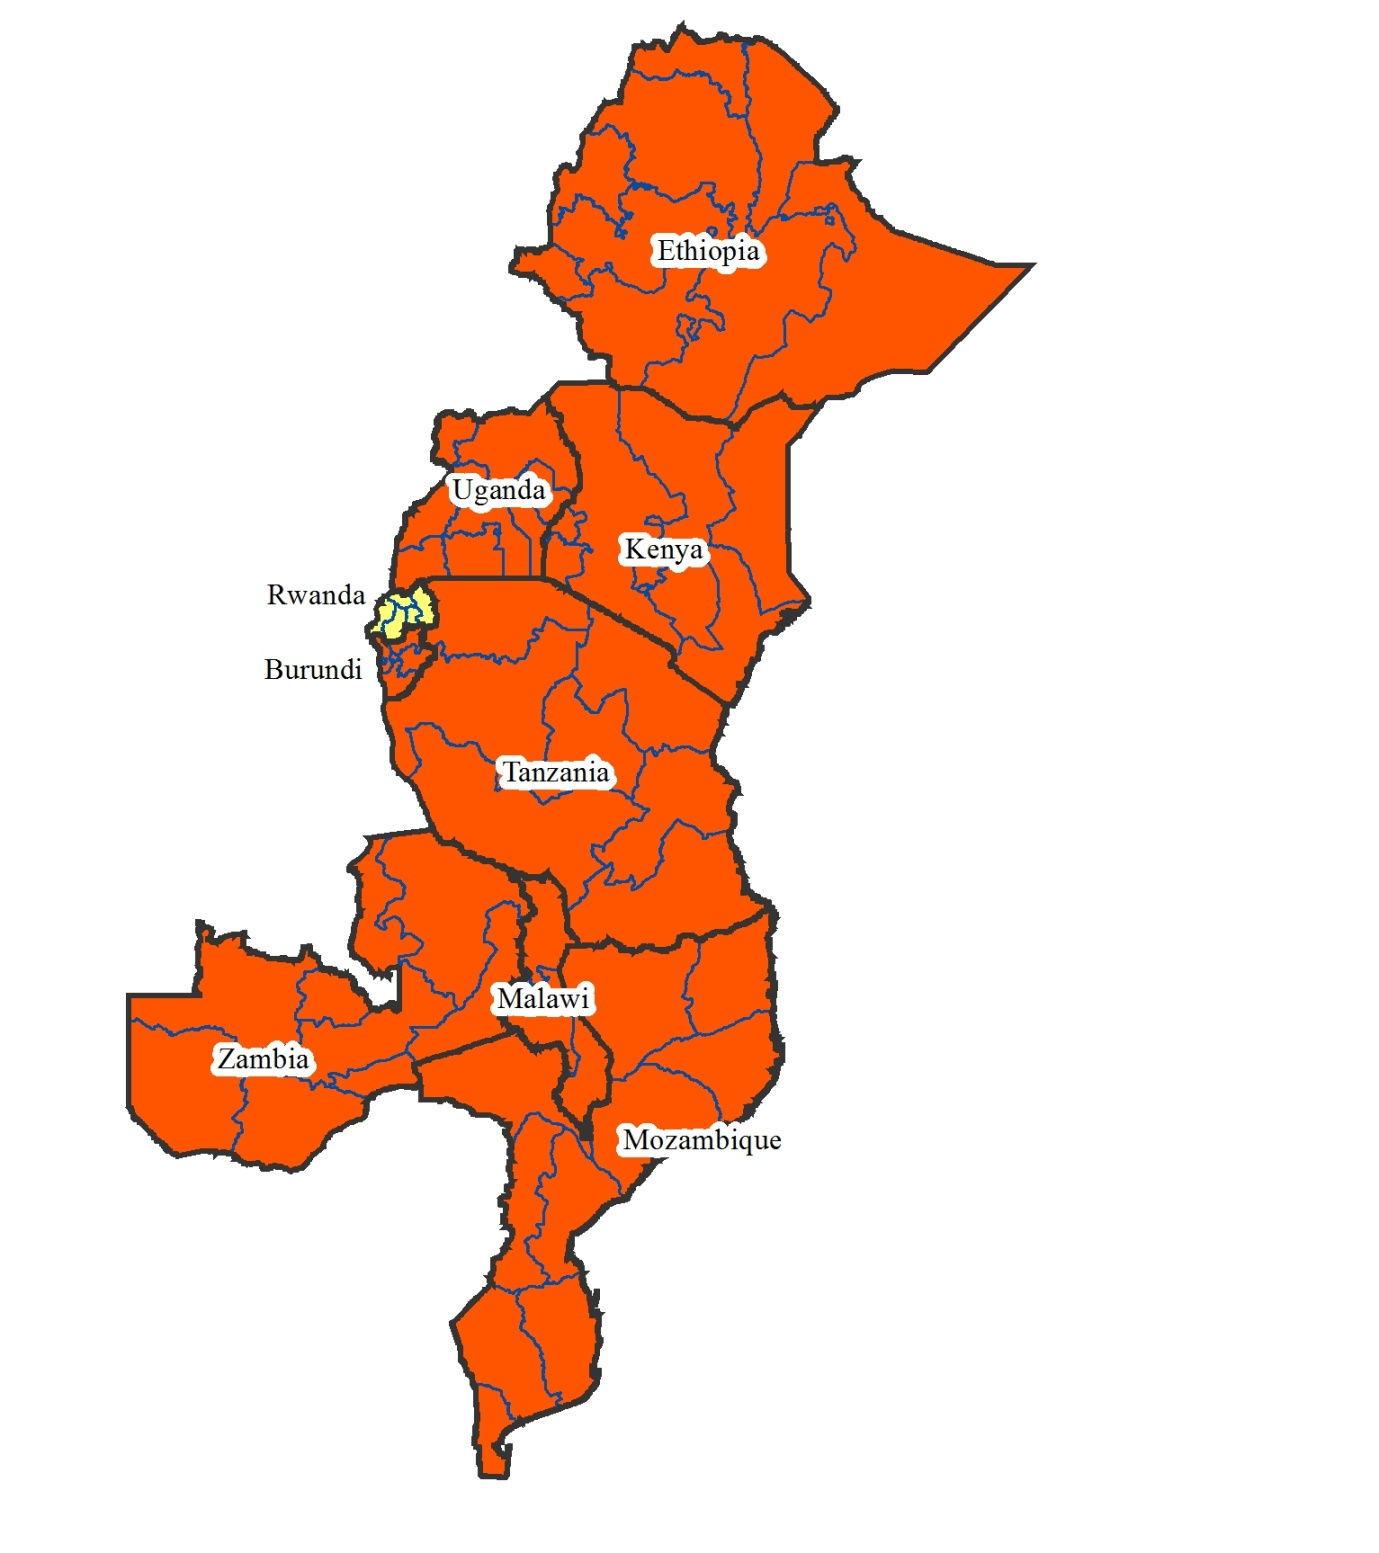 Ethiopia
Uganda
Kenya
Rwanda
Burundi
Tanzania
Malawi
Zambia
Mozambique